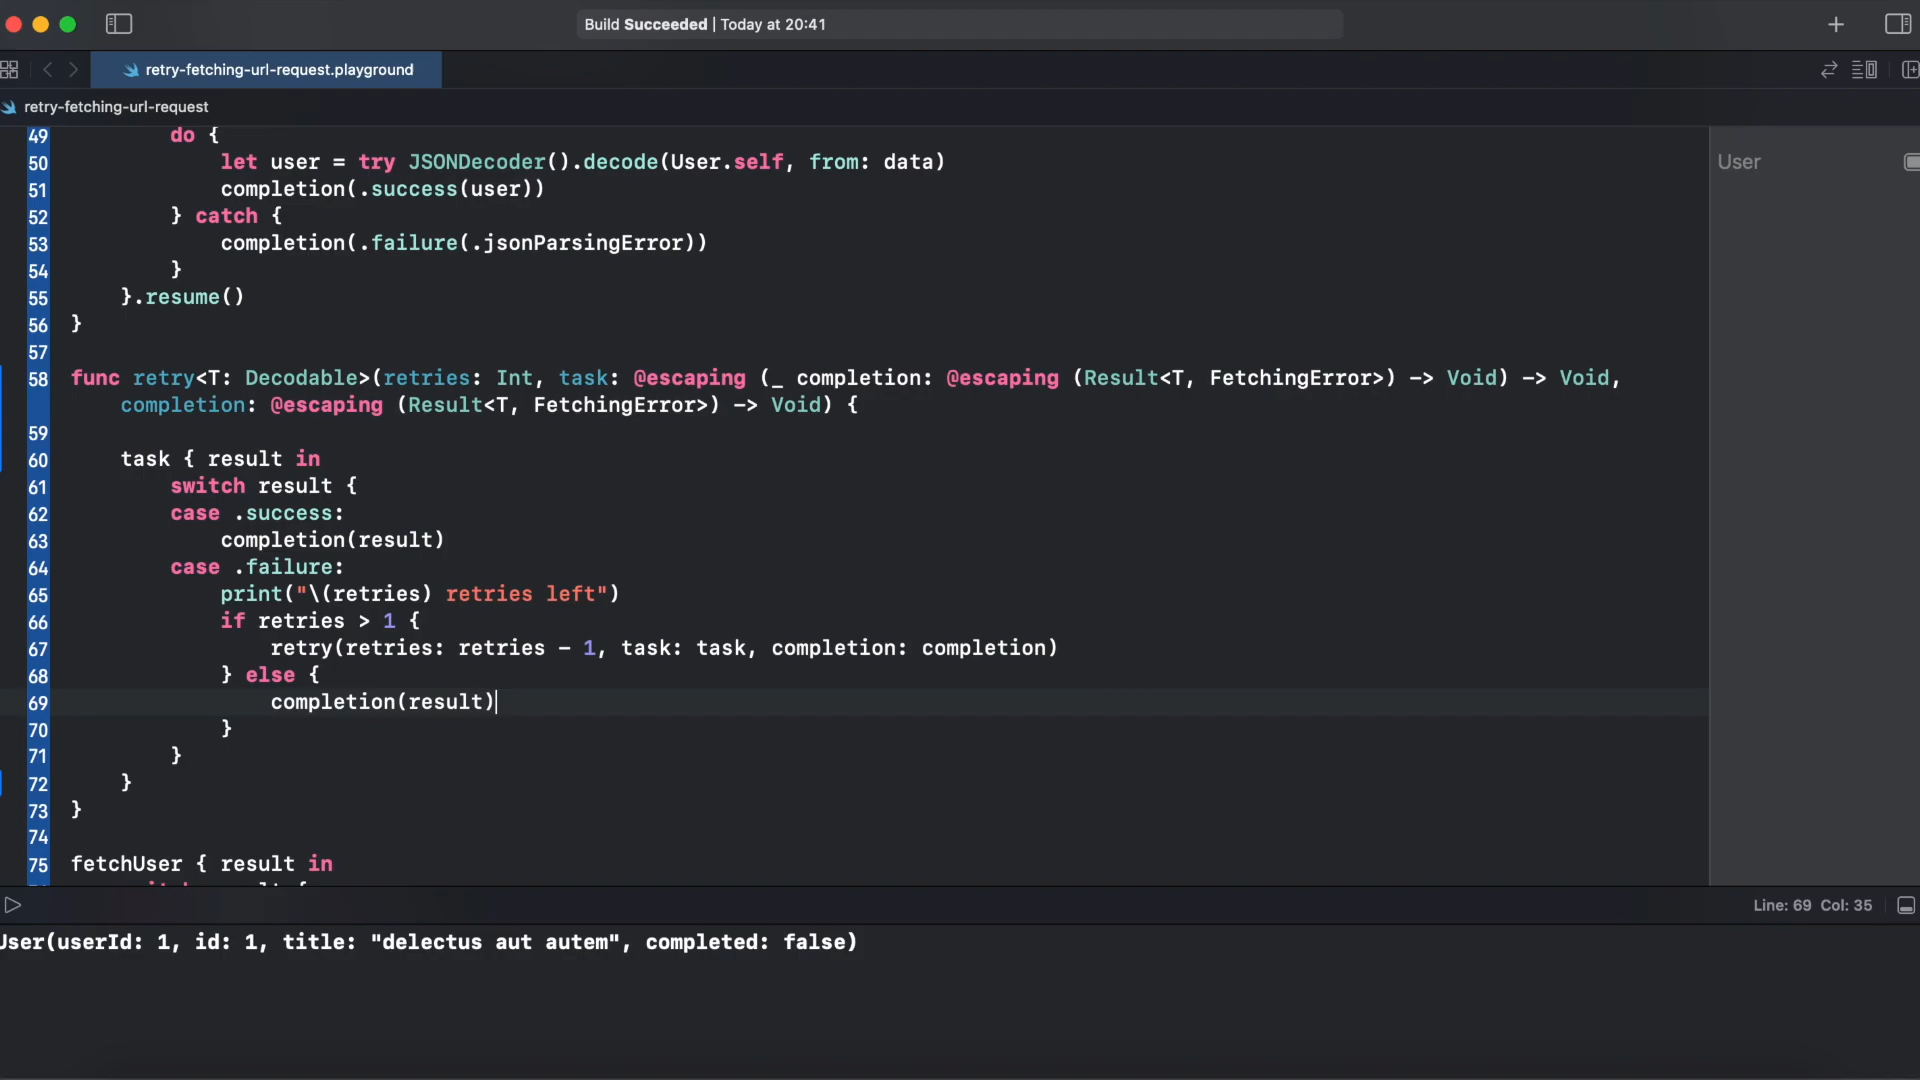 Build Succeeded | Today at 20:41
retry-fetching-url-request.playground
retry-fetching-url-request
49 do {
50 let user = try JSONDecoder().decode(User.self, from: data)
51 completion(.success(user))
52 } catch {
53 completion(.failure(.jsonParsingError))
54 }
55 }.resume()
56 }
57
58 func retry<T: Decodable>(retries: Int, task: @escaping (_ completion: @escaping (Result<T, FetchingError>) -> Void) -> Void,
completion: @escaping (Result<T, FetchingError>) -> Void) {
59
60 task { result in
61 switch result {
62 case .success:
63 completion(result)
64 case .failure:
65 print("\(retries) retries left")
66 if retries > 1 {
67 retry(retries: retries - 1, task: task, completion: completion)
68 } else {
69 completion(result)
70 }
71 }
72 }
73 }
74
75 fetchUser { result in
User
Line: 69 Col: 35
User(userId: 1, id: 1, title: "delectus aut autem", completed: false)